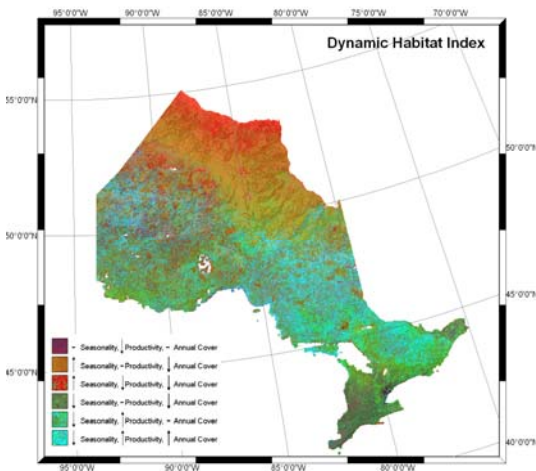 95°0'0"W 90°0'0"W 85°0'0"W 80°0'0"W 75°0'0"W 70°0'0"W
Dynamic Habitat Index
55°0'0"N
50°0'0"N
50°0'0"N
45°0'0"N
45°0'0"N
40°0'0"N
- Seasonality, ↓ Productivity, - Annual Cover
↑ Seasonality, - Productivity, ↓ Annual Cover
↑ Seasonality, ↓ Productivity, ↓ Annual Cover
↓ Seasonality, - Productivity, ↓ Annual Cover
↓ Seasonality, ↑ Productivity, - Annual Cover
↓ Seasonality, ↑ Productivity, ↑ Annual Cover
95°0'0"W 90°0'0"W 85°0'0"W 80°0'0"W